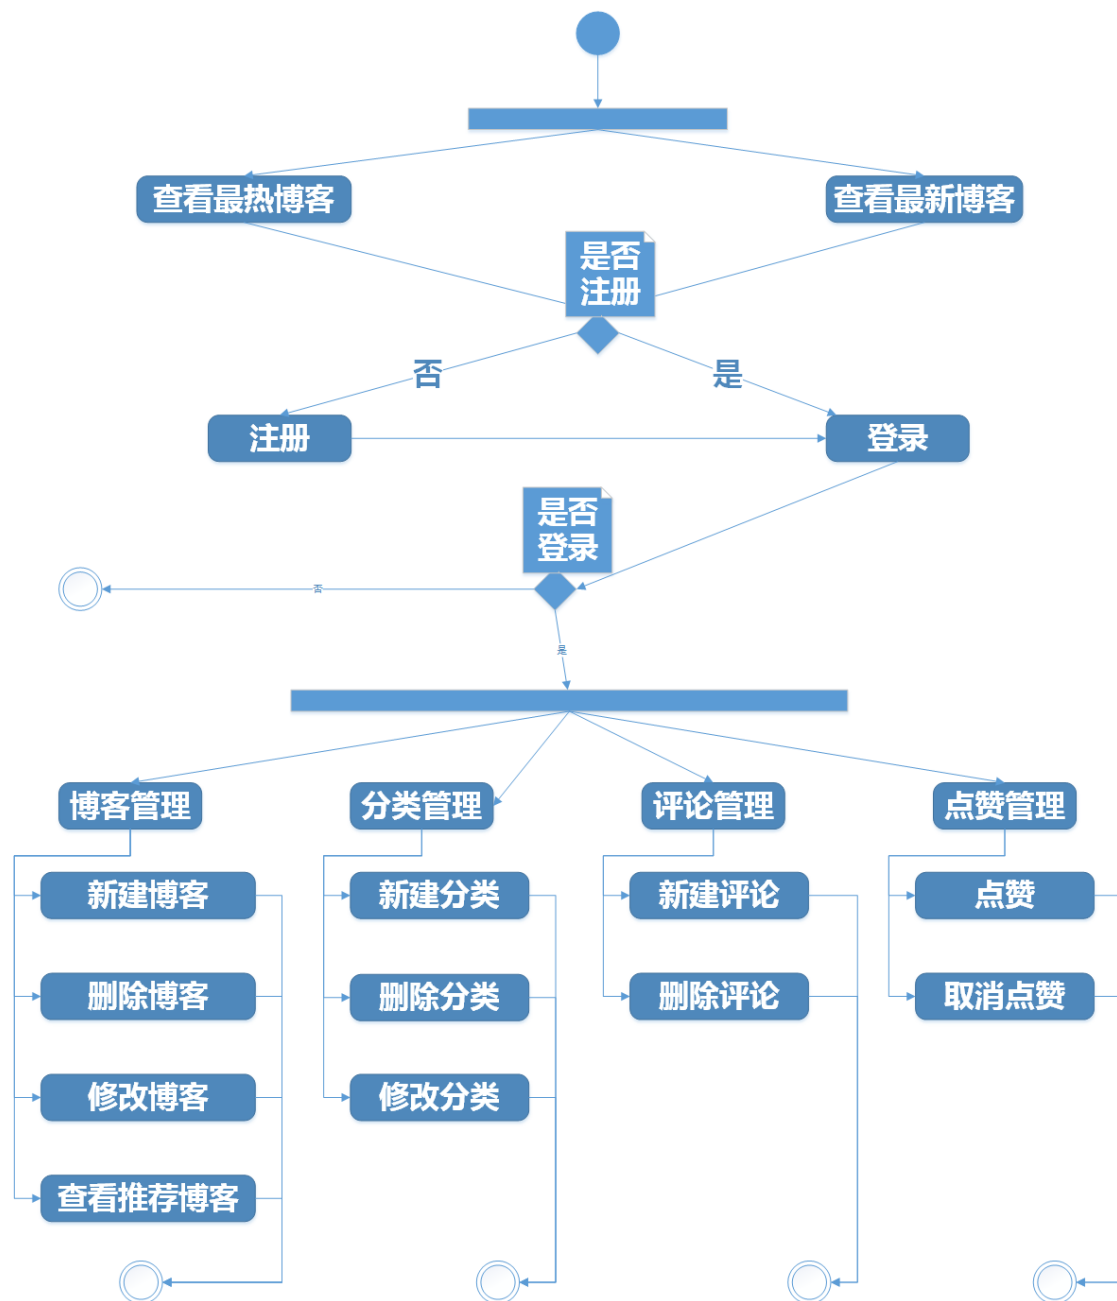 查看最热博客
查看最新博客
是否
注册
否
是
注册
登录
是否
登录
否
是
博客管理
分类管理
评论管理
点赞管理
新建博客
新建分类
新建评论
点赞
删除博客
删除分类
删除评论
取消点赞
修改博客
修改分类
查看推荐博客